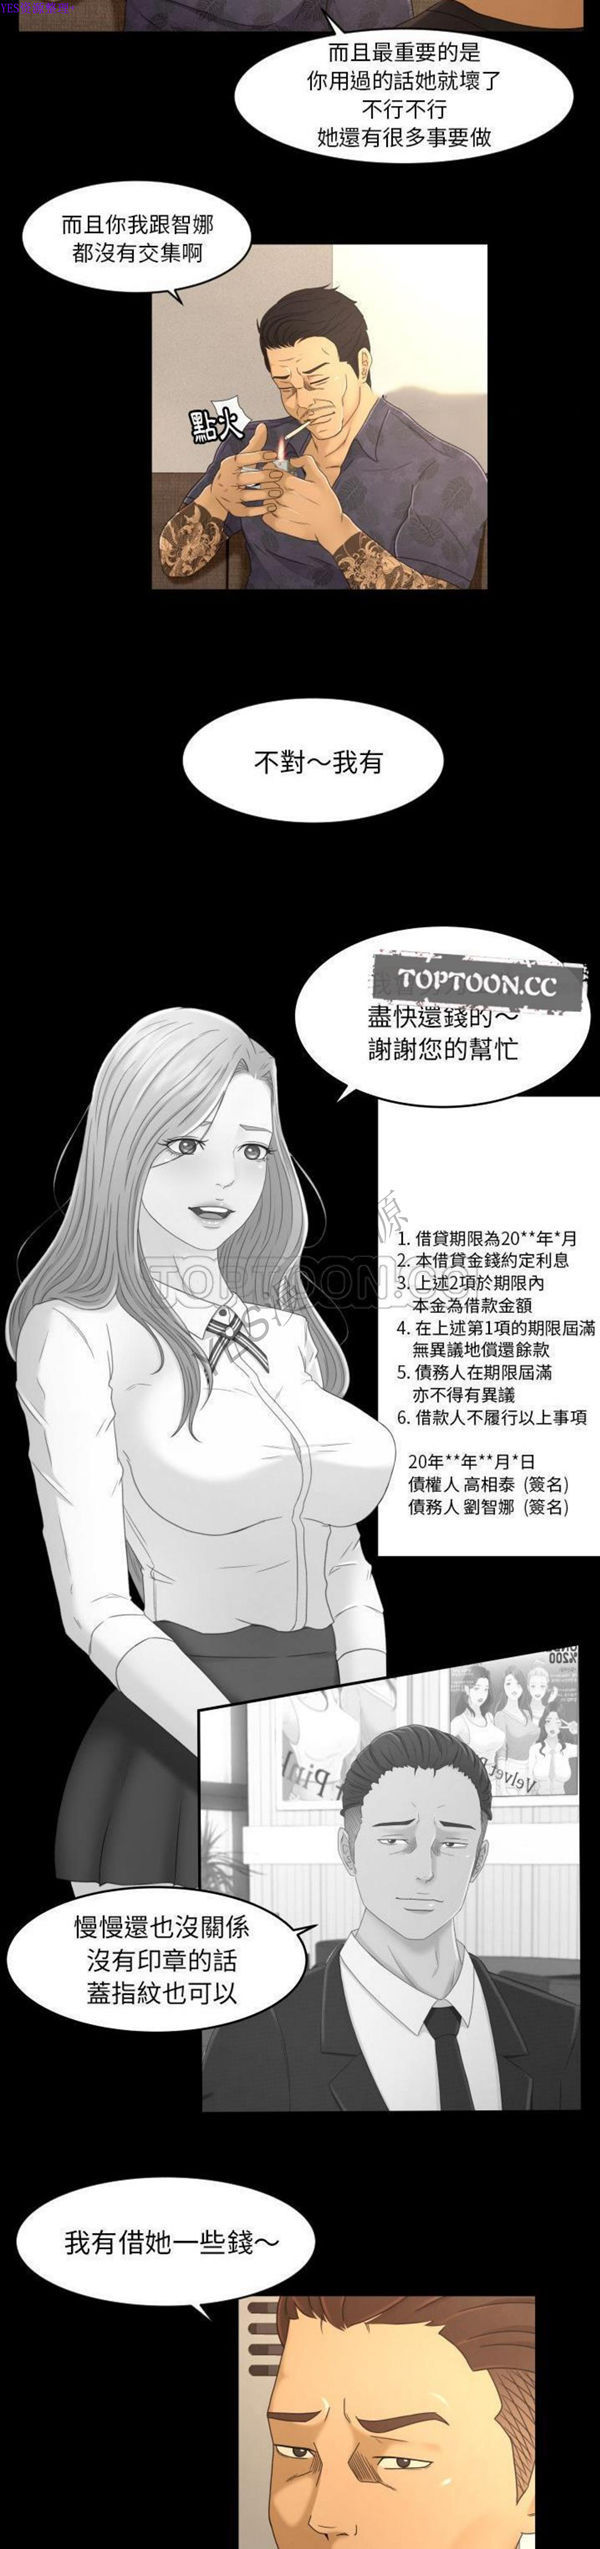 而且最重要的是
你用過的話她就壞了
不行不行
她還有很多事要做
而且你我跟智娜
都沒有交集啊
點火
不對～我有
TOPTOON.CC
盡快還錢的～
謝謝您的幫忙
1. 借貸期限為20**年*月
2. 本借貸金錢約定利息
3. 上述2項於期限內
本金為借款金額
4. 在上述第1項的期限屆滿
無異議地償還餘款
5. 債務人在期限屆滿
亦不得有異議
6. 借款人不履行以上事項
20年**年**月*日
債權人 高相泰 (簽名)
債務人 劉智娜 (簽名)
TOPTOON.CC
%200
Velvet Pin
慢慢還也沒關係
沒有印章的話
蓋指紋也可以
我有借她一些錢～